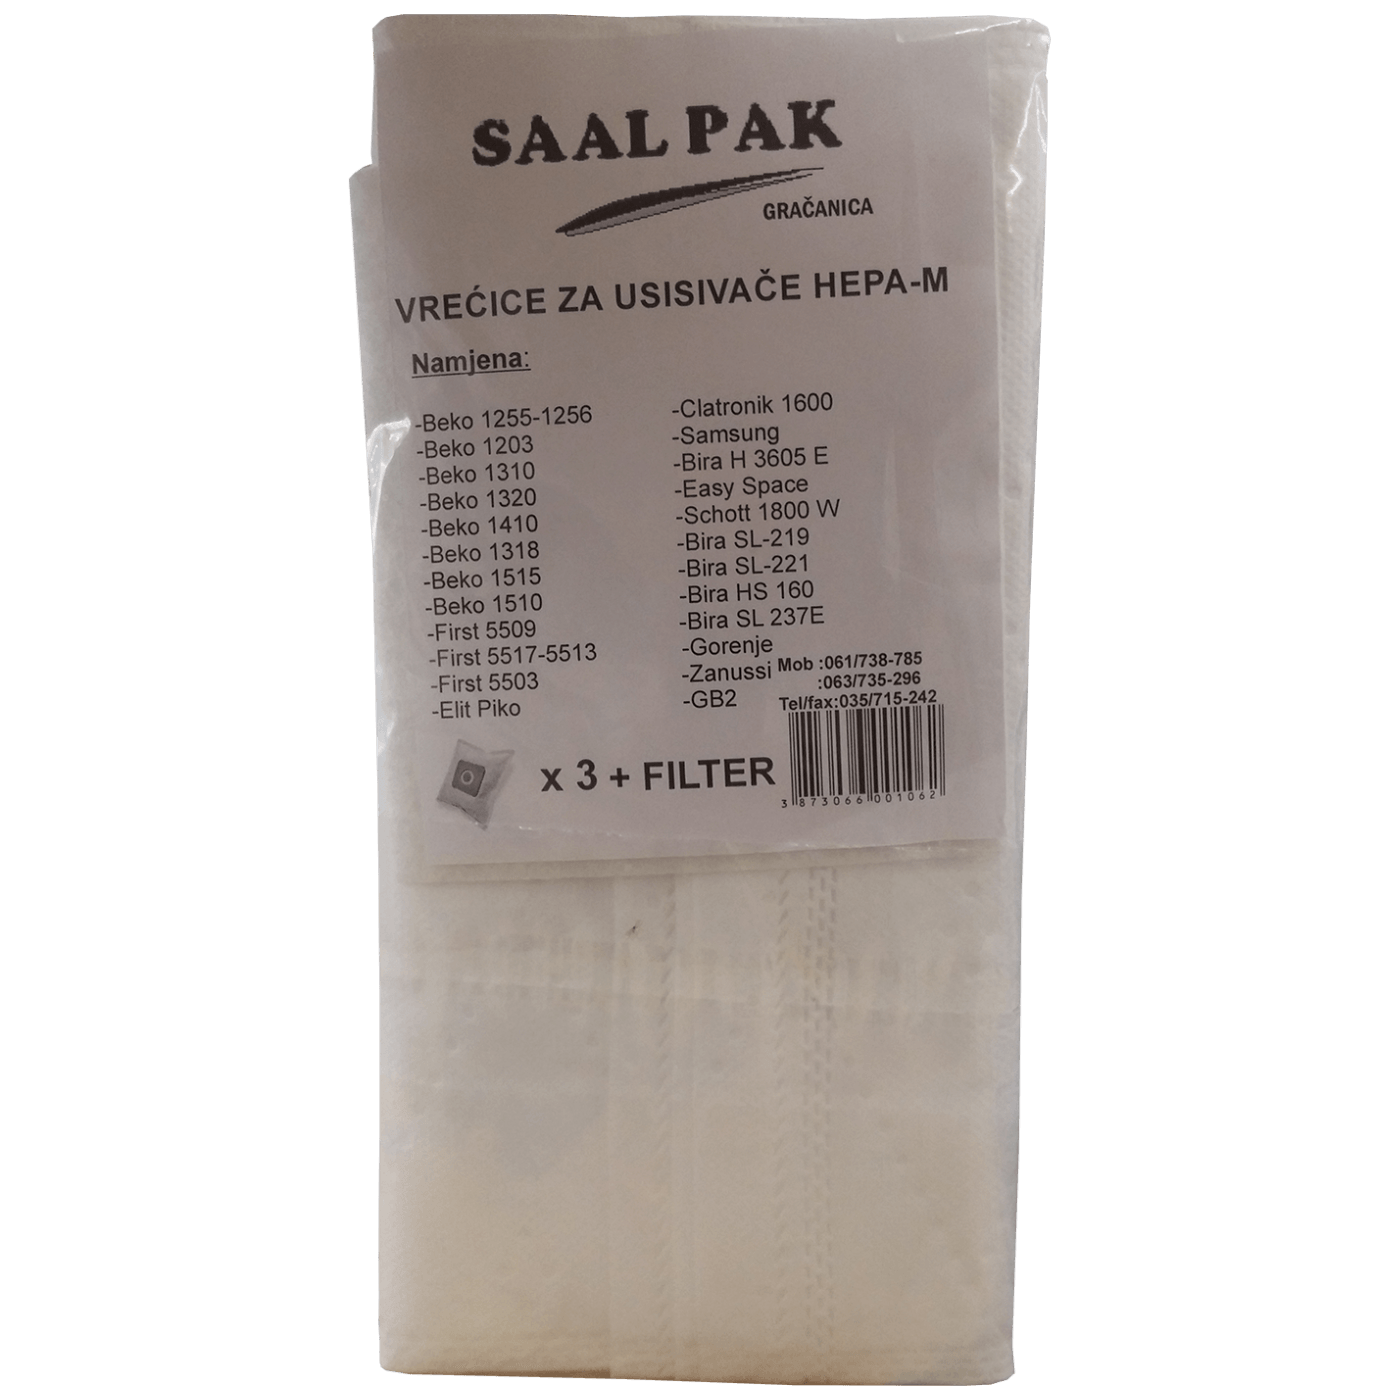 SAAL PAK
GRAČANICA
VREĆICE ZA USISIVAČE HEPA-M
Namjena:
-Beko 1255-1256
-Beko 1203
-Beko 1310
-Beko 1320
-Beko 1410
-Beko 1318
-Beko 1515
-Beko 1510
-First 5509
-First 5517-5513
-First 5503
-Elit Piko
-Clatronik 1600
-Samsung
-Bira H 3605 E
-Easy Space
-Schott 1800 W
-Bira SL-219
-Bira SL-221
-Bira HS 160
-Bira SL 237E
-Gorenje
-Zanussi
-GB2
Mob :061/738-785
:063/735-296
Tel/fax:035/715-242
x 3 + FILTER
3 873066 001062